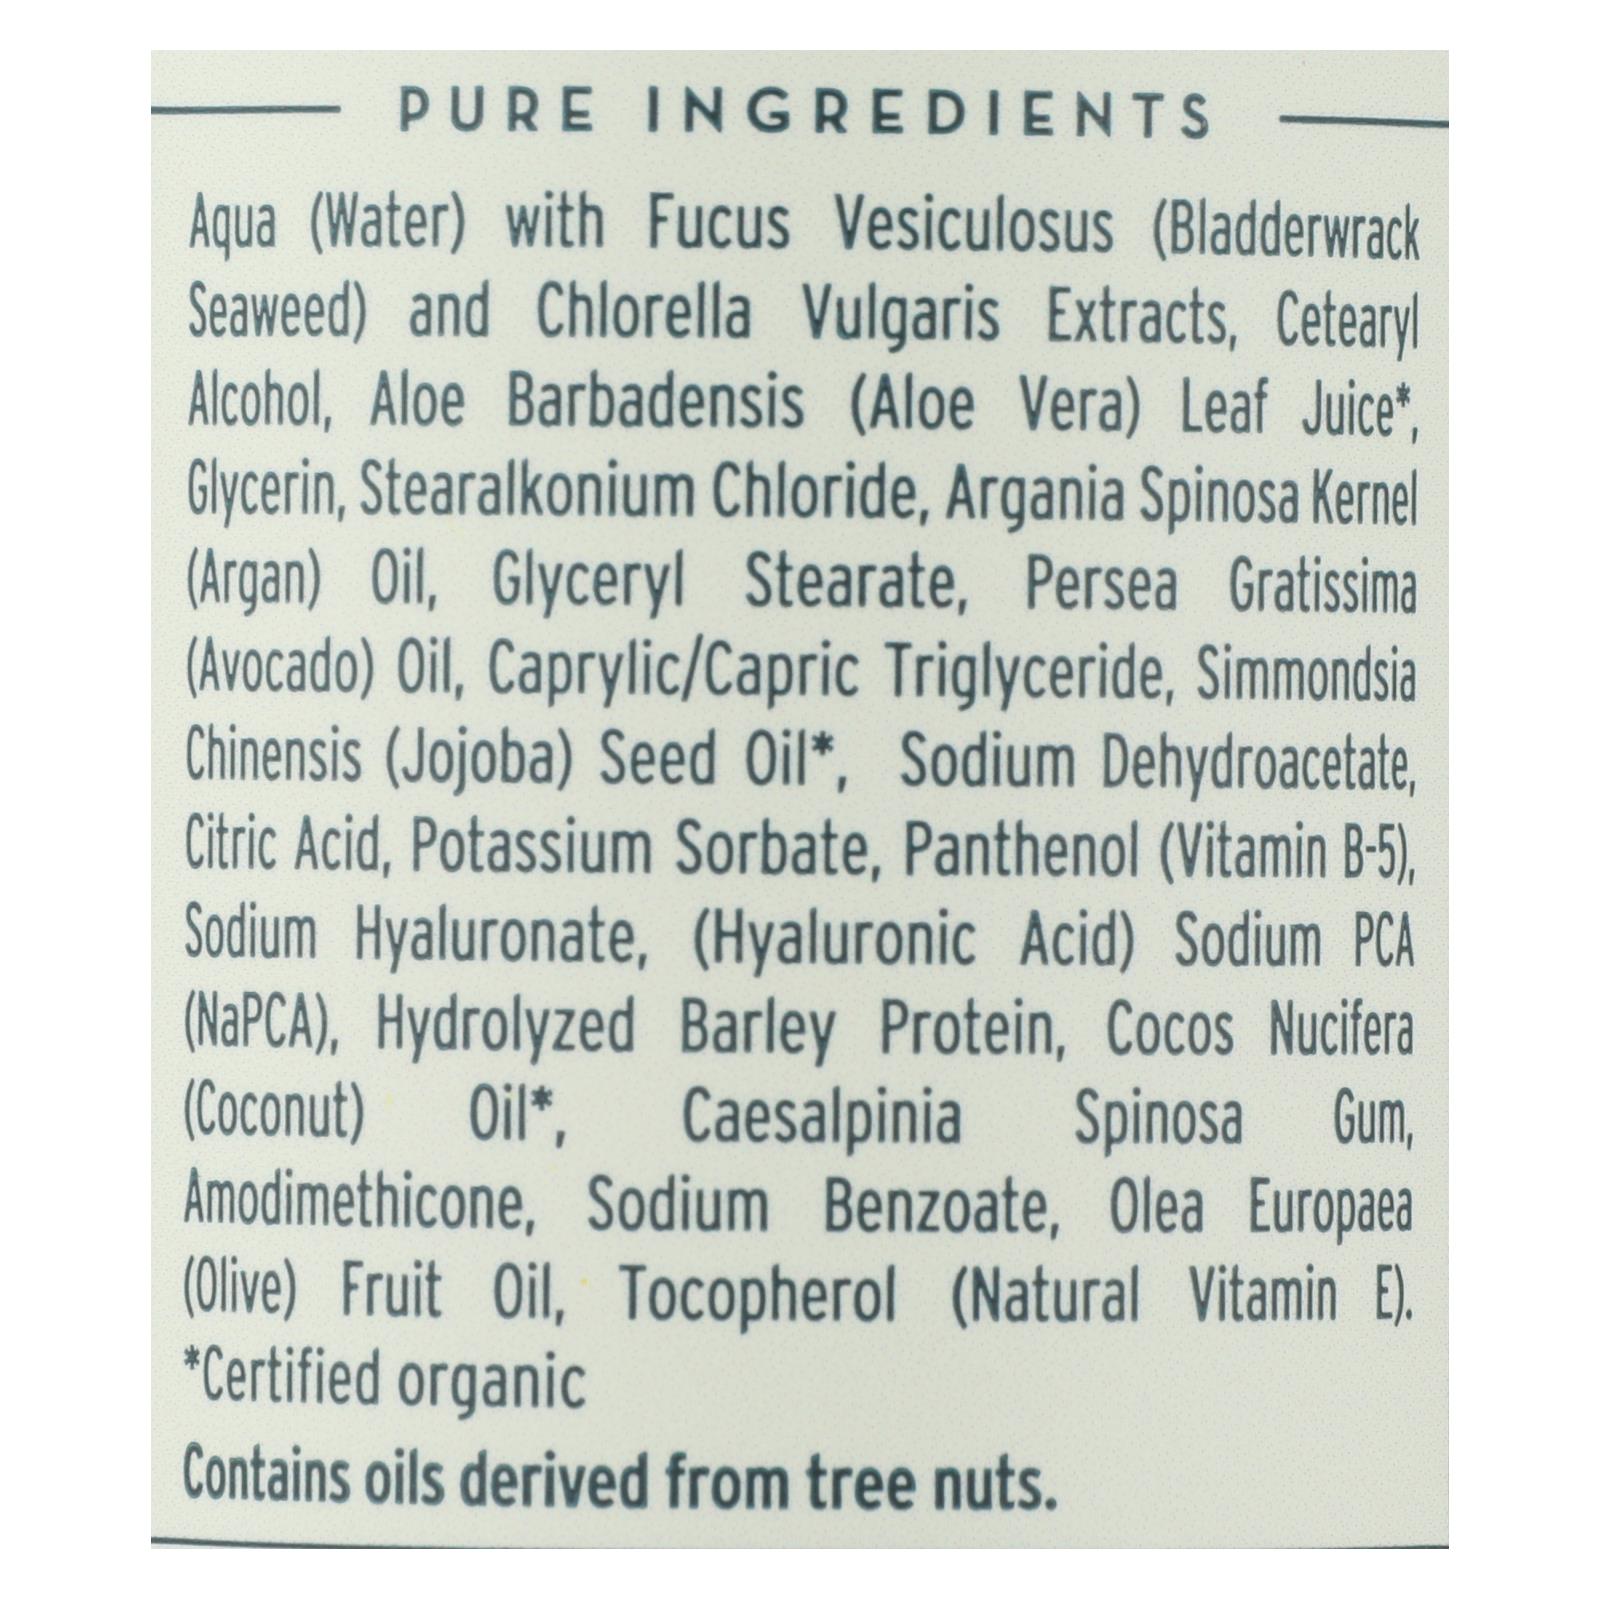 PURE INGREDIENTS
Aqua (Water) with Fucus Vesiculosus (Bladderwrack
Seaweed) and Chlorella Vulgaris Extracts, Cetearyl
Alcohol, Aloe Barbadensis (Aloe Vera) Leaf Juice*,
Glycerin, Stearalkonium Chloride, Argania Spinosa Kernel
(Argan) Oil, Glyceryl Stearate, Persea Gratissima
(Avocado) Oil, Caprylic/Capric Triglyceride, Simmondsia
Chinensis (Jojoba) Seed Oil*, Sodium Dehydroacetate,
Citric Acid, Potassium Sorbate, Panthenol (Vitamin B-5),
Sodium Hyaluronate, (Hyaluronic Acid) Sodium PCA
(NaPCA), Hydrolyzed Barley Protein, Cocos Nucifera
(Coconut) Oil*, Caesalpinia Spinosa Gum,
Amodimethicone, Sodium Benzoate, Olea Europaea
(Olive) Fruit Oil, Tocopherol (Natural Vitamin E).
*Certified organic
Contains oils derived from tree nuts.